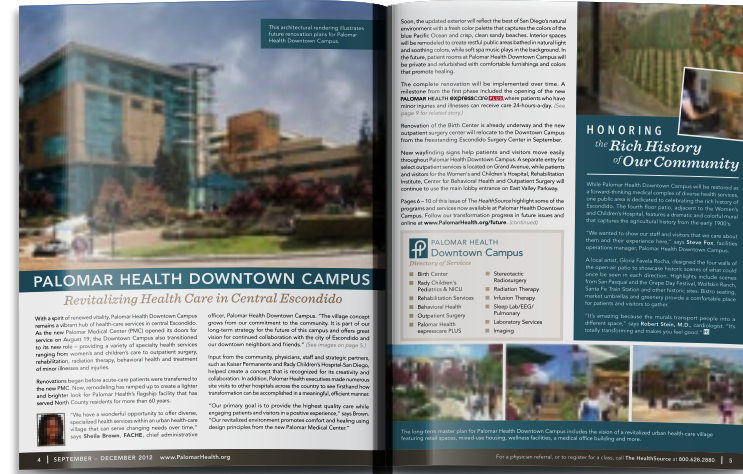 This architectural rendering illustrates
future renovation plans for Palomar
Health Downtown Campus.
PALOMAR HEALTH DOWNTOWN CAMPUS
Revitalizing Health Care in Central Escondido
With a spirit of renewed vitality, Palomar Health Downtown Campus
remains a vibrant hub of health-care services in central Escondido.
As the new Palomar Medical Center (PMC) opened its doors for
service on August 19, the Downtown Campus also transitioned
to its new role – providing a variety of specialty health services
ranging from women's and children's care to outpatient surgery,
rehabilitation, radiation therapy, behavioral health and treatment
of minor illnesses and injuries.
Renovations began before acute-care patients were transferred to
the new PMC. Now, remodeling has ramped up to create a lighter
and brighter look for Palomar Health's flagship facility that has
served North County residents for more than 60 years.
"We have a wonderful opportunity to offer diverse,
specialized health services within an urban health-care
village that can serve changing needs over time,"
says Sheila Brown, FACHE, chief administrative
officer, Palomar Health Downtown Campus. "The village concept
grows from our commitment to the community. It is part of our
long-term strategy for the future of this campus and offers great
vision for continued collaboration with the city of Escondido and
our downtown neighbors and friends." (See images on page 5.)
Input from the community, physicians, staff and strategic partners,
such as Kaiser Permanente and Rady Children's Hospital-San Diego,
helped create a concept that is recognized for its creativity and
collaboration. In addition, Palomar Health executives made numerous
site visits to other hospitals across the country to see firsthand how
transformation can be accomplished in a meaningful, efficient manner.
"Our primary goal is to provide the highest quality care while
engaging patients and visitors in a positive experience," says Brown.
"Our revitalized environment promotes comfort and healing using
design principles from the new Palomar Medical Center."
4 | SEPTEMBER – DECEMBER 2012 www.PalomarHealth.org
Soon, the updated exterior will reflect the best of San Diego's natural
environment with a fresh color palette that captures the colors of the
blue Pacific Ocean and crisp, clean sandy beaches. Interior spaces
will be remodeled to create restful public areas bathed in natural light
and soothing colors, while soft spa music plays in the background. In
the future, patient rooms at Palomar Health Downtown Campus will
be private and refurbished with comfortable furnishings and colors
that promote healing.
The complete renovation will be implemented over time. A
milestone from the first phase included the opening of the new
PALOMAR HEALTH expresscare PLUS, where patients who have
minor injuries and illnesses can receive care 24-hours-a-day. (See
page 9 for related story.)
Renovation of the Birth Center is already underway and the new
outpatient surgery center will relocate to the Downtown Campus
from the freestanding Escondido Surgery Center in September.
New wayfinding signs help patients and visitors move easily
throughout Palomar Health Downtown Campus. A separate entry for
select outpatient services is located on Grand Avenue, while patients
and visitors for the Women's and Children's Hospital, Rehabilitation
Institute, Center for Behavioral Health and Outpatient Surgery will
continue to use the main lobby entrance on East Valley Parkway.
Pages 6 – 10 of this issue of The HealthSource highlight some of the
programs and services now available at Palomar Health Downtown
Campus. Follow our transformation progress in future issues and
online at www.PalomarHealth.org/future. (continued)
PALOMAR HEALTH
Downtown Campus
Directory of Services
Birth Center
Rady Children's
Pediatrics & NICU
Rehabilitation Services
Behavioral Health
Outpatient Surgery
Palomar Health
expresscare PLUS
Stereotactic
Radiosurgery
Radiation Therapy
Infusion Therapy
Sleep Lab/EEG/
Pulmonary
Laboratory Services
Imaging
HONORING
the Rich History
of Our Community
While Palomar Health Downtown Campus will be restored as
a forward-thinking medical complex of diverse health services,
one public area is dedicated to celebrating the rich history of
Escondido. The fourth floor patio, adjacent to the Women's
and Children's Hospital, features a dramatic and colorful mural
that captures the agricultural history from the early 1900's.
"We wanted to show our staff and visitors that we care about
them and their experience here," says Steve Fox, facilities
operations manager, Palomar Health Downtown Campus.
A local artist, Gloria Favela Rocha, designed the four walls of
the open-air patio to showcase historic scenes of what could
once be seen in each direction. Highlights include scenes
from San Pasqual and the Grape Day Festival, Wolfskin Ranch,
Santa Fe Train Station and other historic sites. Bistro seating,
market umbrellas and greenery provide a comfortable place
for patients and visitors to gather.
"It's amazing because the murals transport people into a
different space," says Robert Stein, M.D., cardiologist. "It's
totally transforming and makes you feel good."
The long-term master plan for Palomar Health Downtown Campus includes the vision of a revitalized urban health-care village
featuring retail spaces, mixed-use housing, wellness facilities, a medical office building and more.
For a physician referral, or to register for a class, call The HealthSource at 800.628.2880 | 5